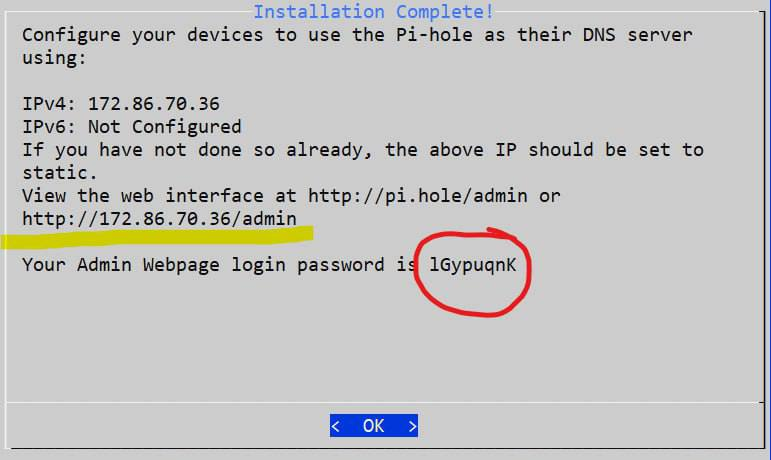 Installation Complete!
Configure your devices to use the Pi-hole as their DNS server
using:
IPv4: 172.86.70.36
IPv6: Not Configured
If you have not done so already, the above IP should be set to
static.
View the web interface at http://pi.hole/admin or
http://172.86.70.36/admin
Your Admin Webpage login password is lGypuqnK
< OK >